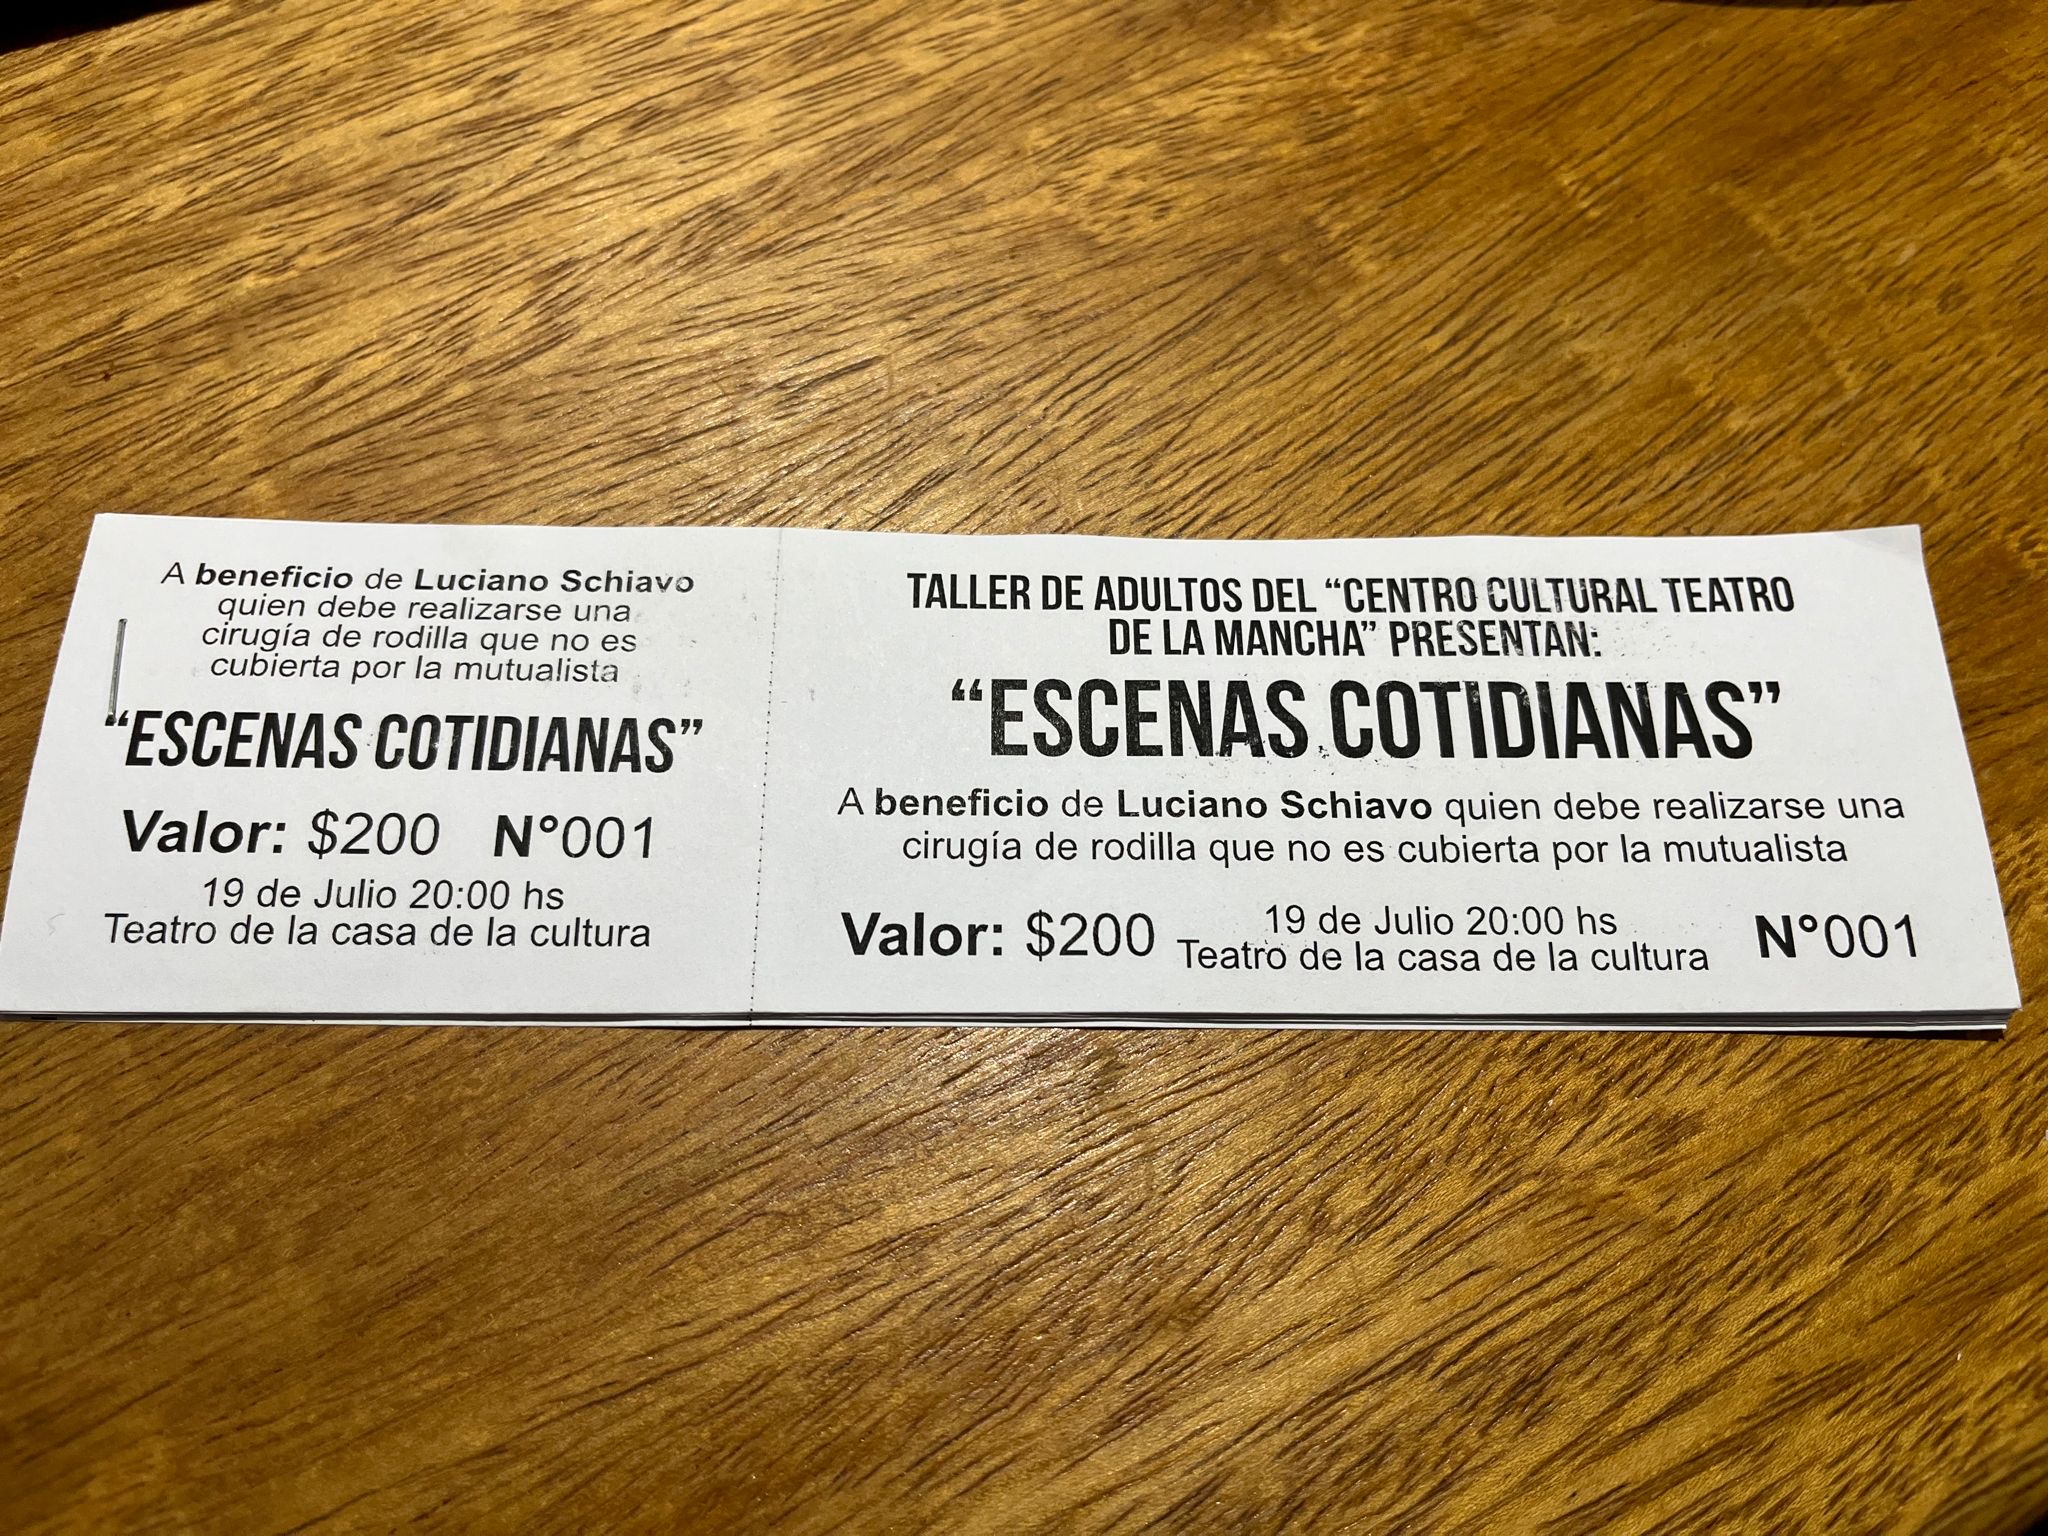 A beneficio de Luciano Schiavo
quien debe realizarse una
cirugía de rodilla que no es
cubierta por la mutualista
“ESCENAS COTIDIANAS”
Valor: $200 N°001
19 de Julio 20:00 hs
Teatro de la casa de la cultura
TALLER DE ADULTOS DEL “CENTRO CULTURAL TEATRO
DE LA MANCHA” PRESENTAN:
“ESCENAS COTIDIANAS”
A beneficio de Luciano Schiavo quien debe realizarse una
cirugía de rodilla que no es cubierta por la mutualista
Valor: $200
19 de Julio 20:00 hs
Teatro de la casa de la cultura
N°001